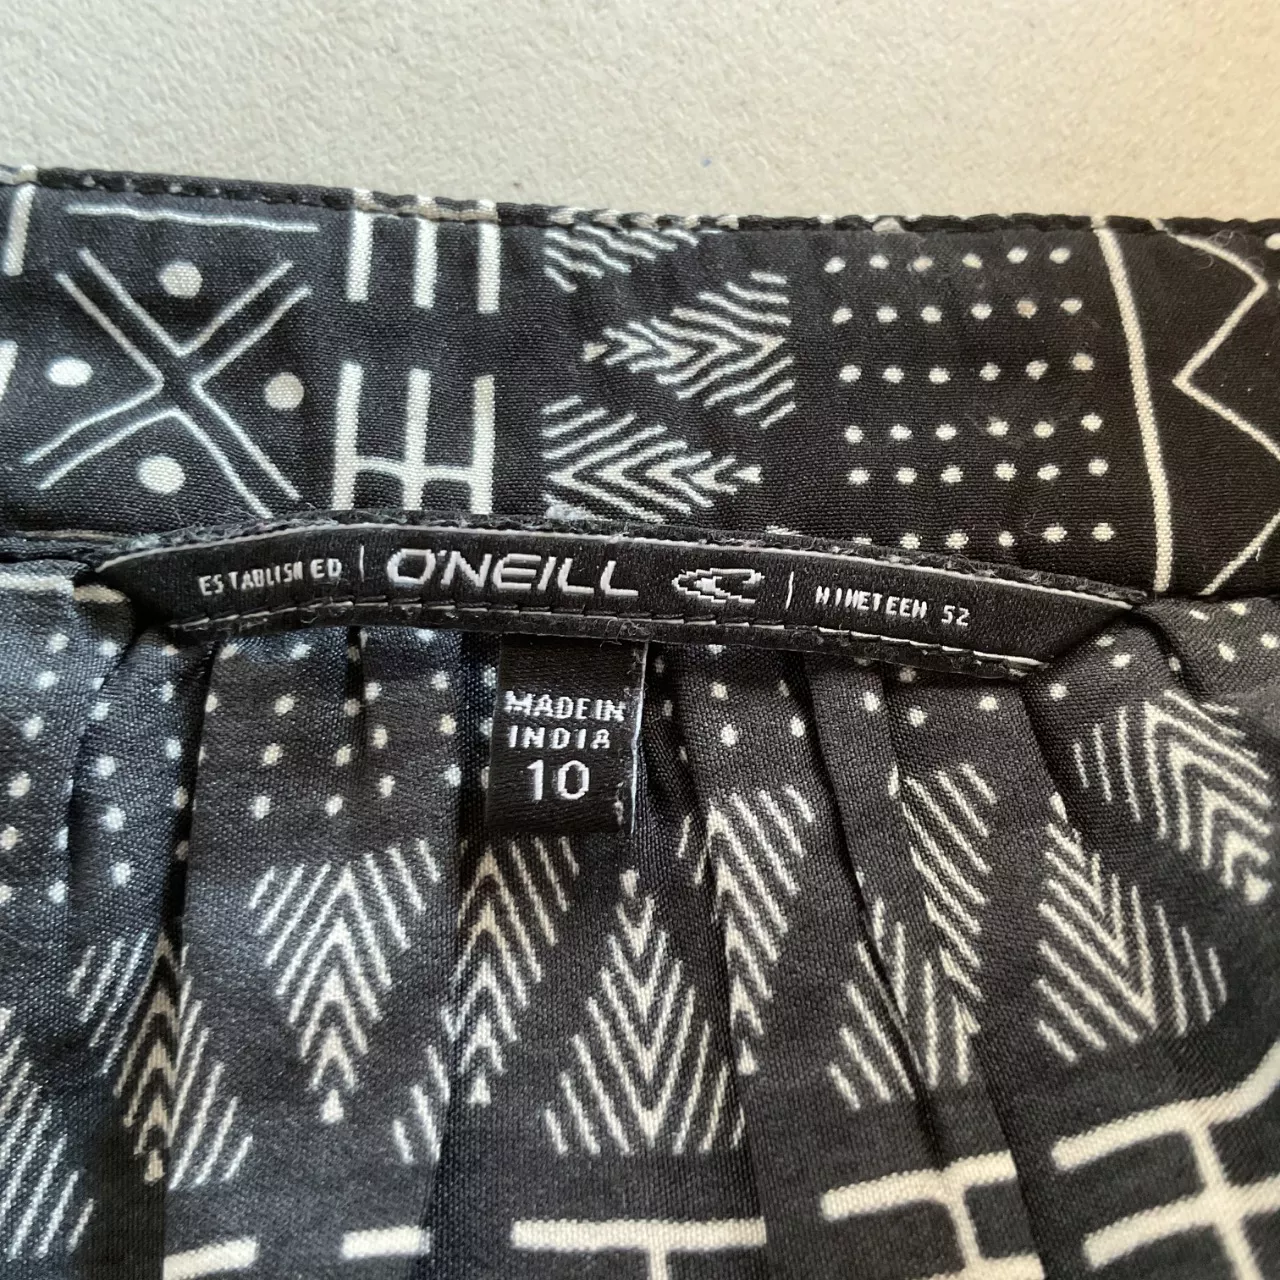 ESTABLISHED | O'NEILL | NINETEEN 52
MADE IN
INDIA
10